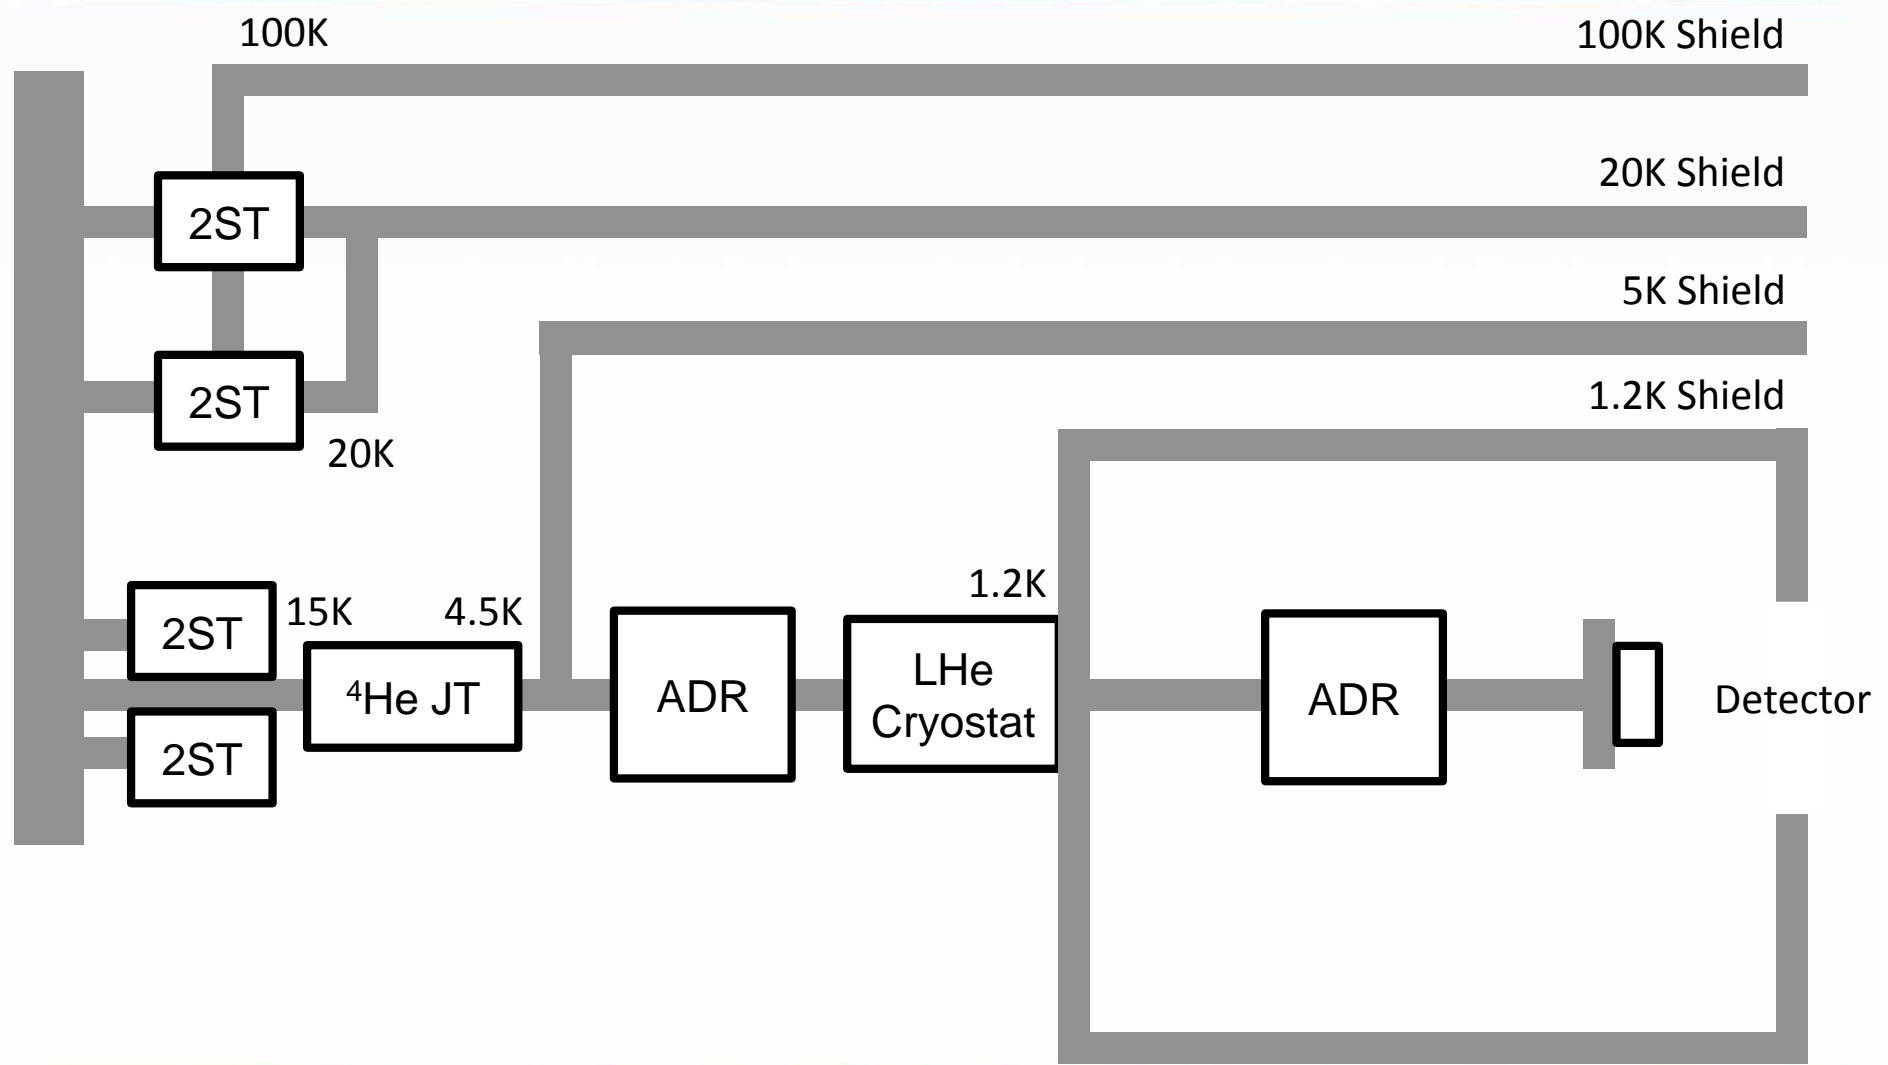 100K
100K Shield
20K Shield
2ST
5K Shield
1.2K Shield
2ST
20K
1.2K
15K
4.5K
2ST
⁴He JT
ADR
LHe
Cryostat
ADR
Detector
2ST